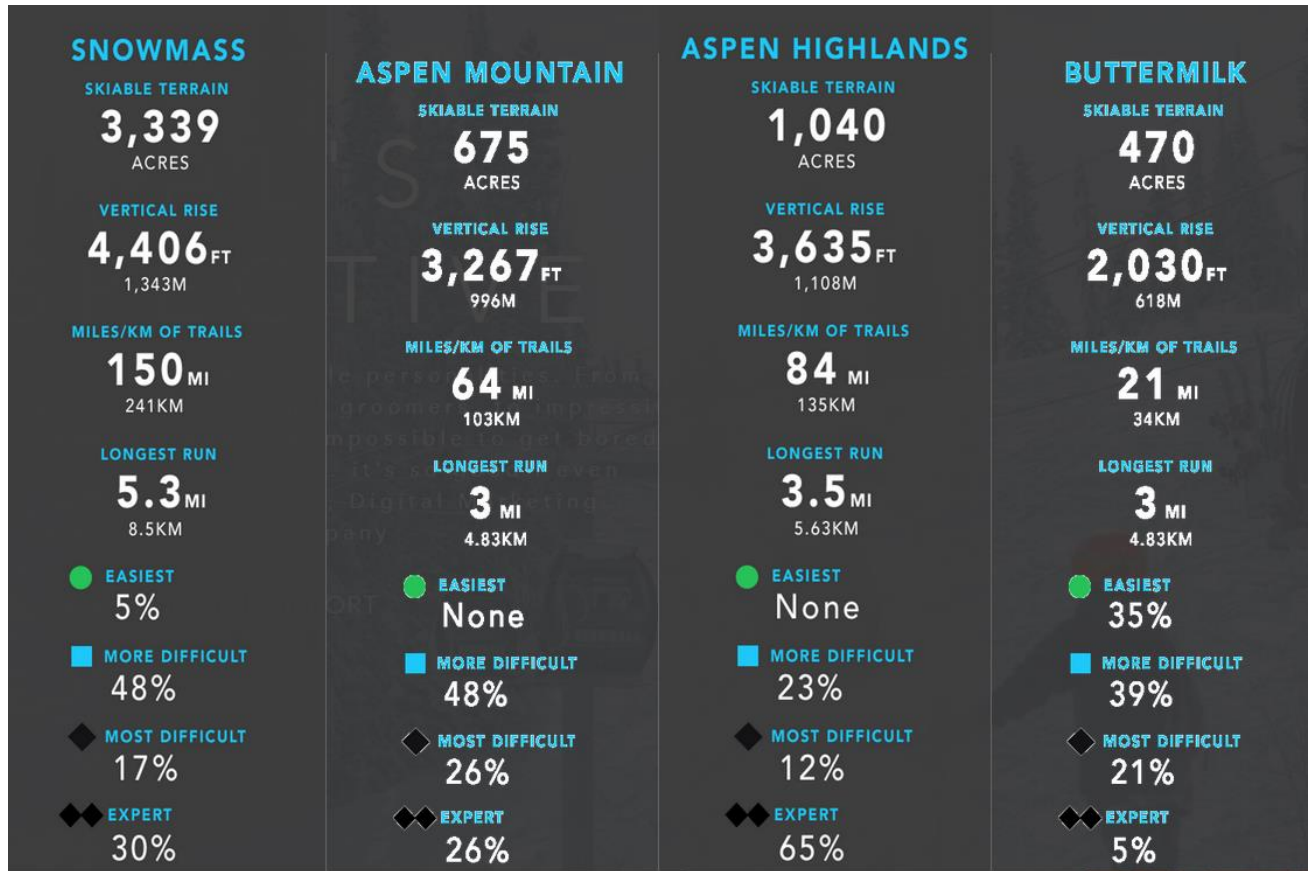 SNOWMASS
SKIABLE TERRAIN
3,339
ACRES
VERTICAL RISE
4,406FT
1,343M
MILES/KM OF TRAILS
150MI
241KM
LONGEST RUN
5.3MI
8.5KM
EASIEST
5%
MORE DIFFICULT
48%
MOST DIFFICULT
17%
EXPERT
30%
ASPEN MOUNTAIN
SKIABLE TERRAIN
675
ACRES
VERTICAL RISE
3,267FT
996M
MILES/KM OF TRAILS
64 MI
103KM
LONGEST RUN
3 MI
4.83KM
EASIEST
None
MORE DIFFICULT
48%
MOST DIFFICULT
26%
EXPERT
26%
ASPEN HIGHLANDS
SKIABLE TERRAIN
1,040
ACRES
VERTICAL RISE
3,635FT
1,108M
MILES/KM OF TRAILS
84 MI
135KM
LONGEST RUN
3.5MI
5.63KM
EASIEST
None
MORE DIFFICULT
23%
MOST DIFFICULT
12%
EXPERT
65%
BUTTERMILK
SKIABLE TERRAIN
470
ACRES
VERTICAL RISE
2,030FT
618M
MILES/KM OF TRAILS
21 MI
34KM
LONGEST RUN
3 MI
4.83KM
EASIEST
35%
MORE DIFFICULT
39%
MOST DIFFICULT
21%
EXPERT
5%